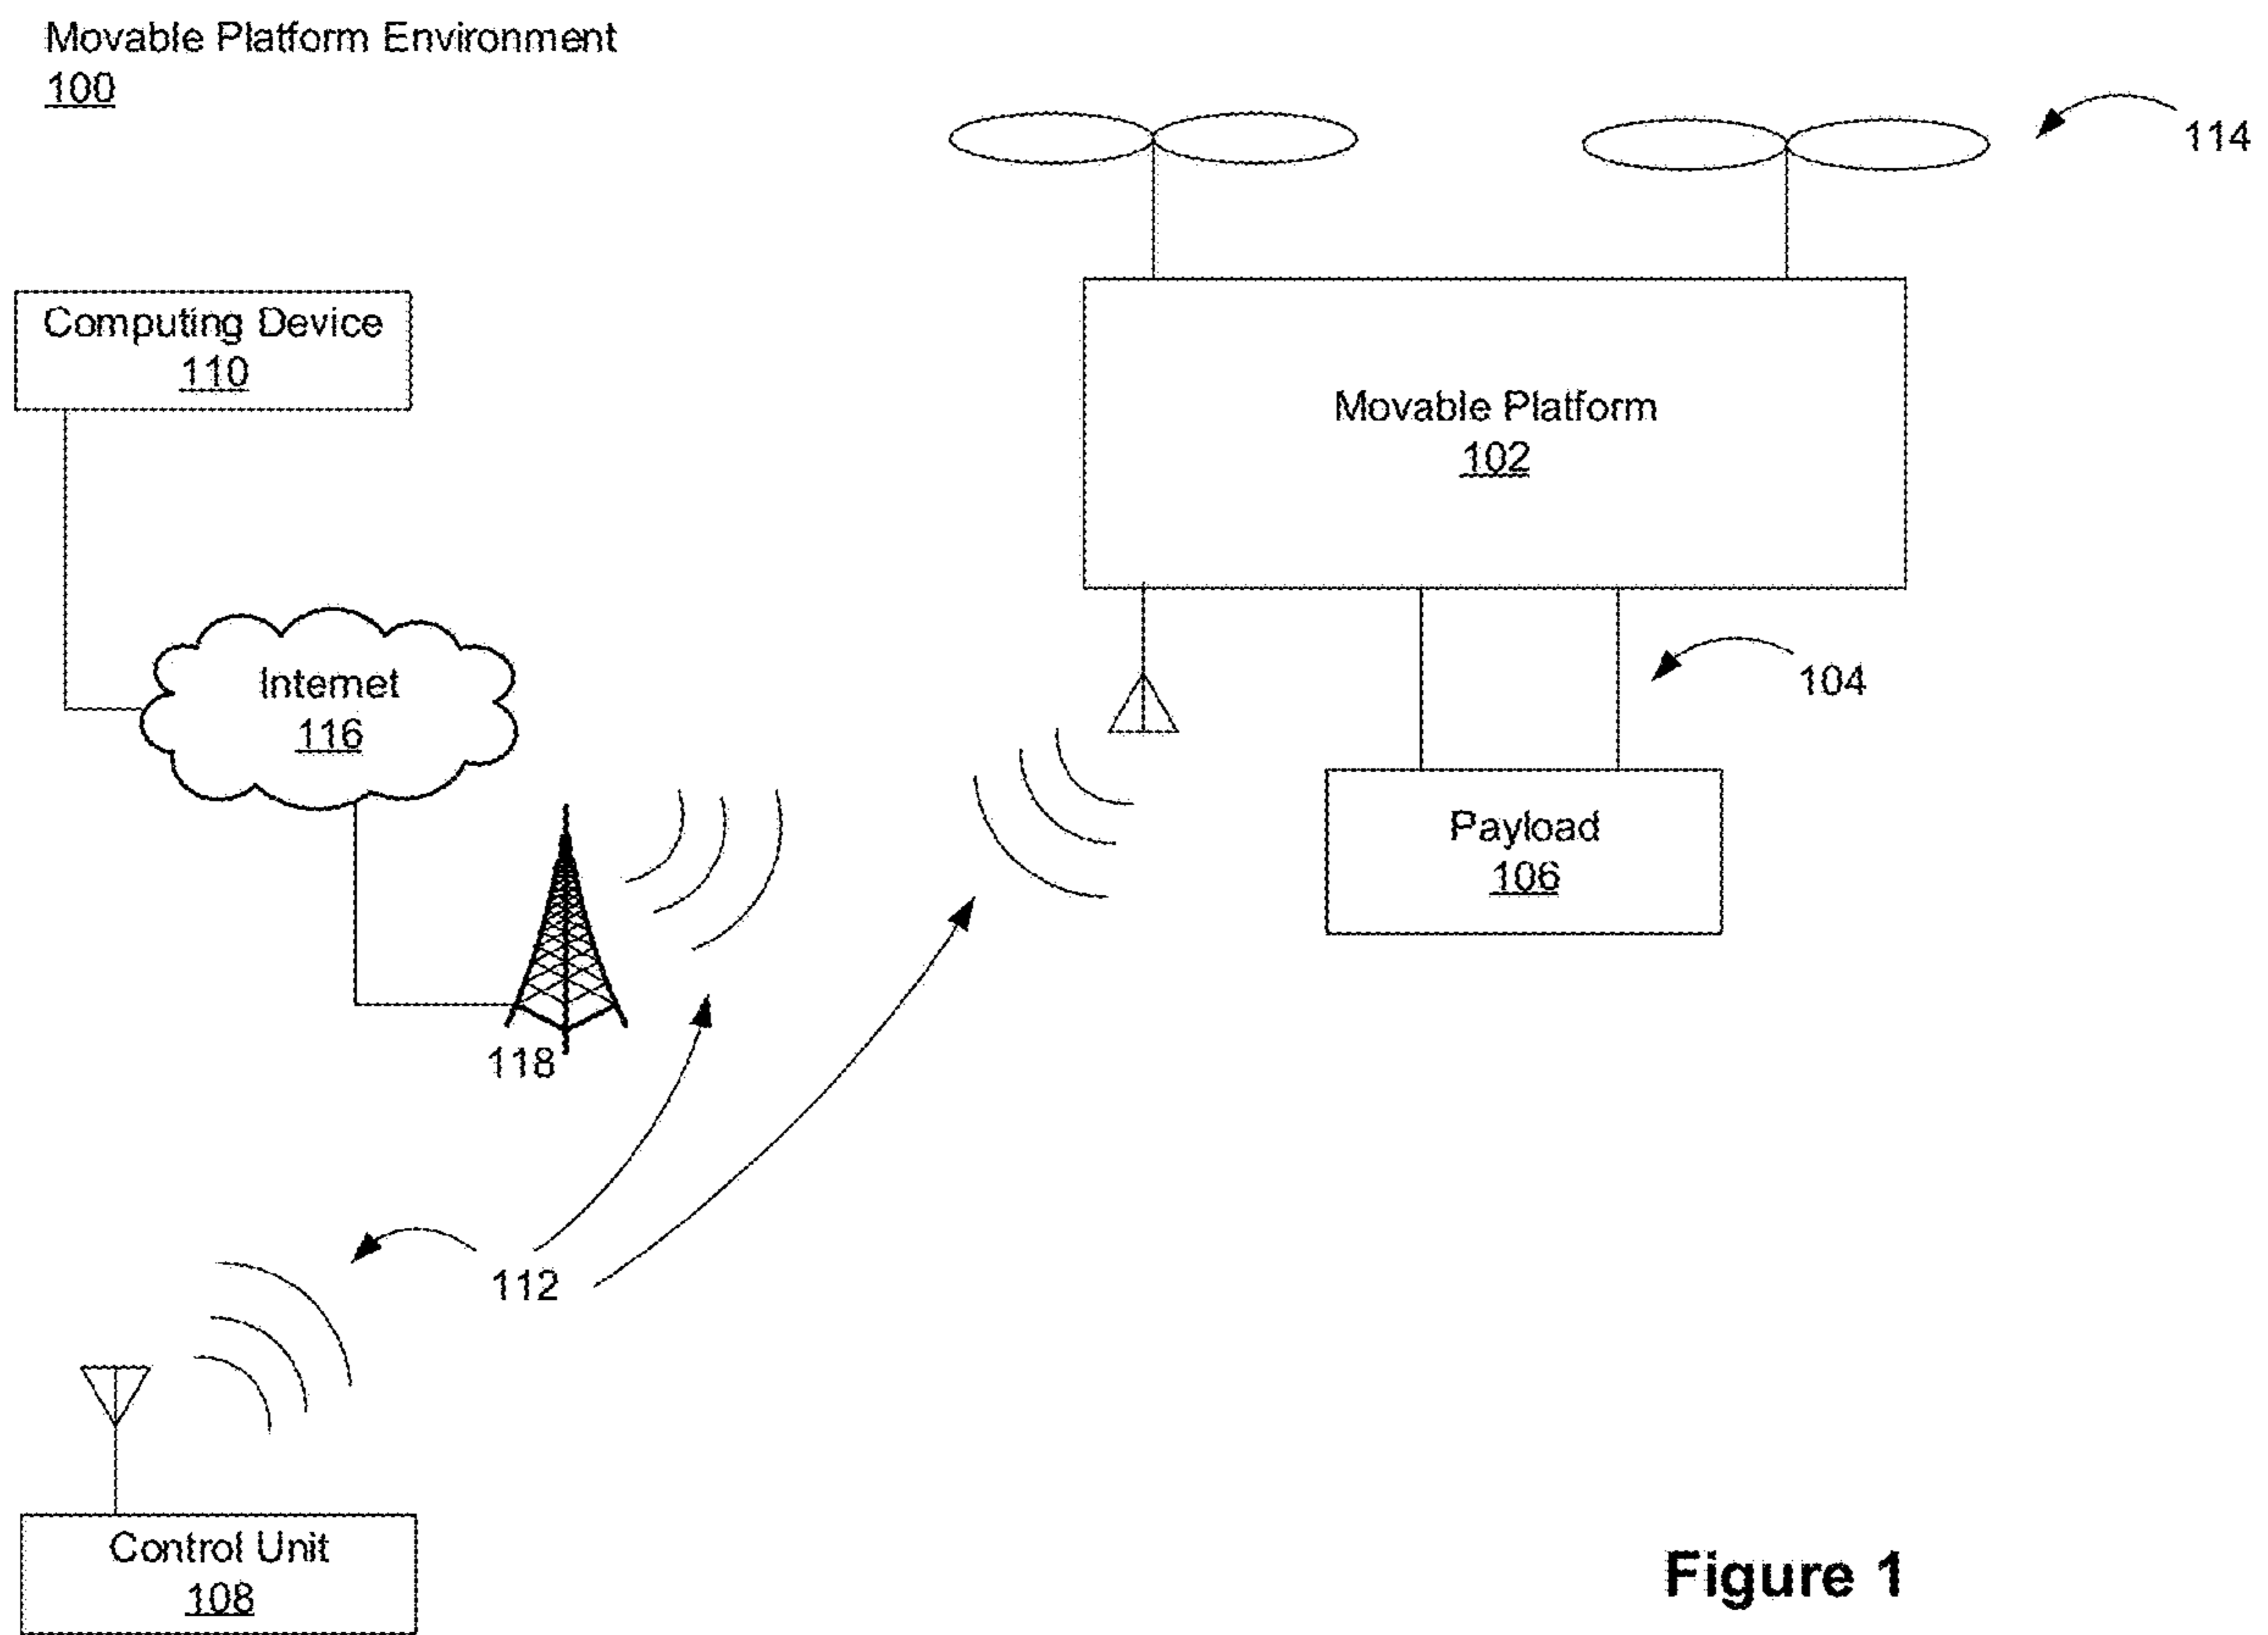 Movable Platform Environment
100
114
Computing Device
110
Movable Platform
102
Internet
116
104
Payload
106
118
112
Control Unit
108
Figure 1